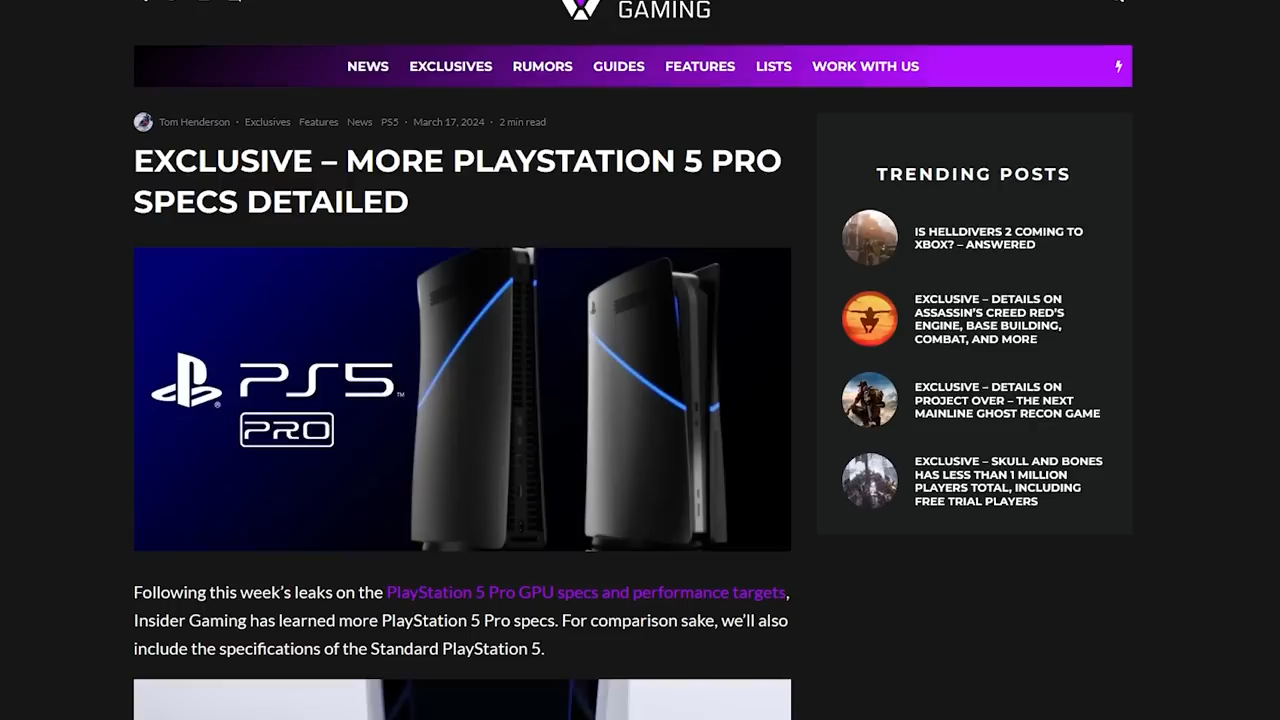 GAMING
NEWS EXCLUSIVES RUMORS GUIDES FEATURES LISTS WORK WITH US
Tom Henderson · Exclusives Features News PS5 · March 17, 2024 · 2 min read
EXCLUSIVE – MORE PLAYSTATION 5 PRO
SPECS DETAILED
PS5™
PRO
Following this week's leaks on the PlayStation 5 Pro GPU specs and performance targets,
Insider Gaming has learned more PlayStation 5 Pro specs. For comparison sake, we'll also
include the specifications of the Standard PlayStation 5.
TRENDING POSTS
IS HELLDIVERS 2 COMING TO
XBOX? – ANSWERED
EXCLUSIVE – DETAILS ON
ASSASSIN'S CREED RED'S
ENGINE, BASE BUILDING,
COMBAT, AND MORE
EXCLUSIVE – DETAILS ON
PROJECT OVER – THE NEXT
MAINLINE GHOST RECON GAME
EXCLUSIVE – SKULL AND BONES
HAS LESS THAN 1 MILLION
PLAYERS TOTAL, INCLUDING
FREE TRIAL PLAYERS